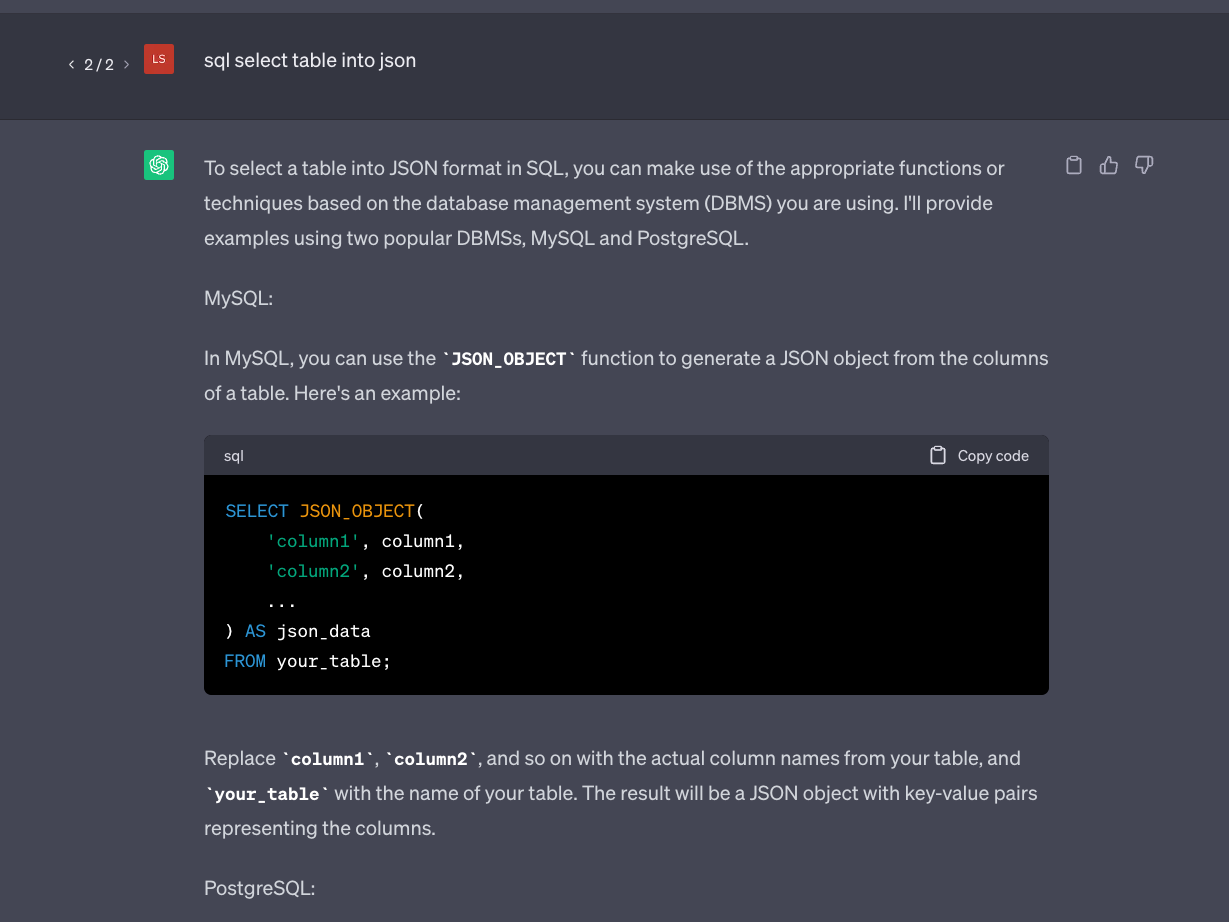 < 2 / 2 >
LS
sql select table into json
To select a table into JSON format in SQL, you can make use of the appropriate functions or
techniques based on the database management system (DBMS) you are using. I'll provide
examples using two popular DBMSs, MySQL and PostgreSQL.
MySQL:
In MySQL, you can use the `JSON_OBJECT` function to generate a JSON object from the columns
of a table. Here's an example:
sql
Copy code
SELECT JSON_OBJECT(
    'column1', column1,
    'column2', column2,
    ...
) AS json_data
FROM your_table;
Replace `column1`, `column2`, and so on with the actual column names from your table, and
`your_table` with the name of your table. The result will be a JSON object with key-value pairs
representing the columns.
PostgreSQL: